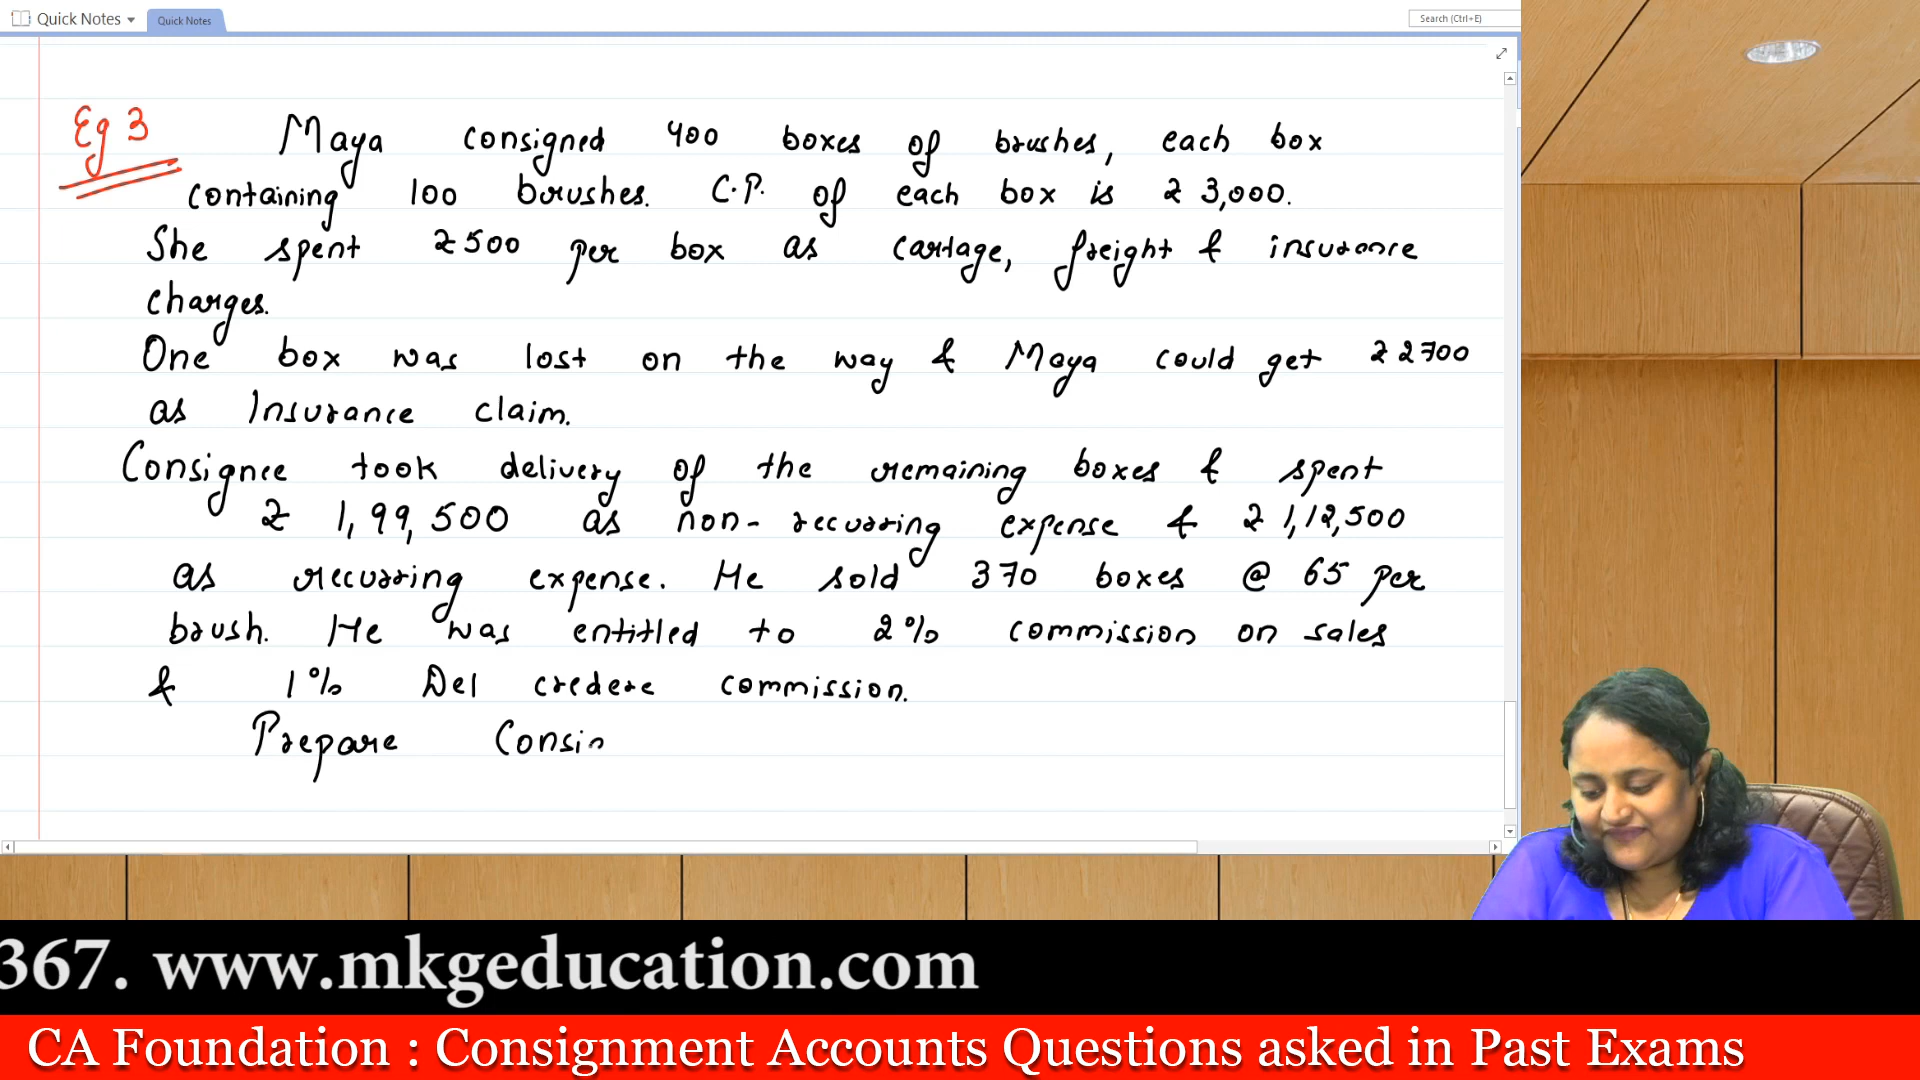 Quick Notes
Quick Notes
Search (Ctrl+E)
Eg 3 Maya consigned 400 boxes of brushes, each box
containing 100 brushes. C.P. of each box is ₹ 3,000.
She spent ₹ 500 per box as cartage, freight & insurance
charges.
One box was lost on the way & Maya could get ₹ 2700
as Insurance claim.
Consignee took delivery of the remaining boxes & spent
₹ 1,99,500 as non-recurring expense & ₹ 1,12,500
as recurring expense. He sold 370 boxes @ 65 per
brush. He was entitled to 2% commission on sales
& 1% Del credere commission.
Prepare Consin
367. www.mkgeducation.com
CA Foundation : Consignment Accounts Questions asked in Past Exams